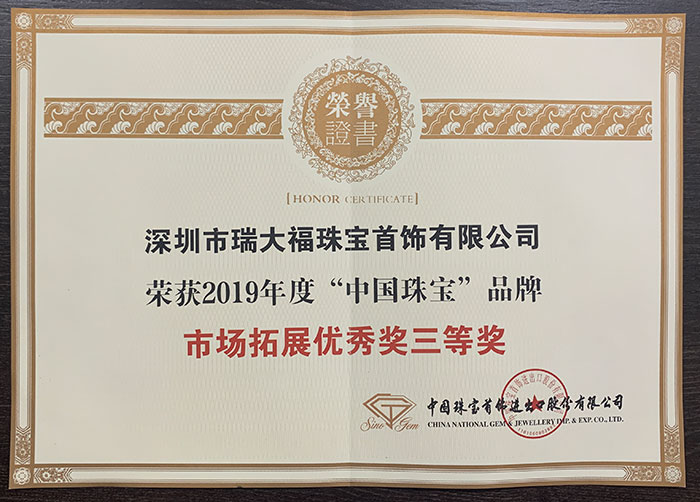 榮譽
證書
[HONOR CERTIFICATE]
深圳市瑞大福珠宝首饰有限公司
荣获2019年度“中国珠宝”品牌
市场拓展优秀奖三等奖
Sino Gem
中国珠宝首饰进出口股份有限公司
CHINA NATIONAL GEM & JEWELLERY IMP. & EXP. CO., LTD.